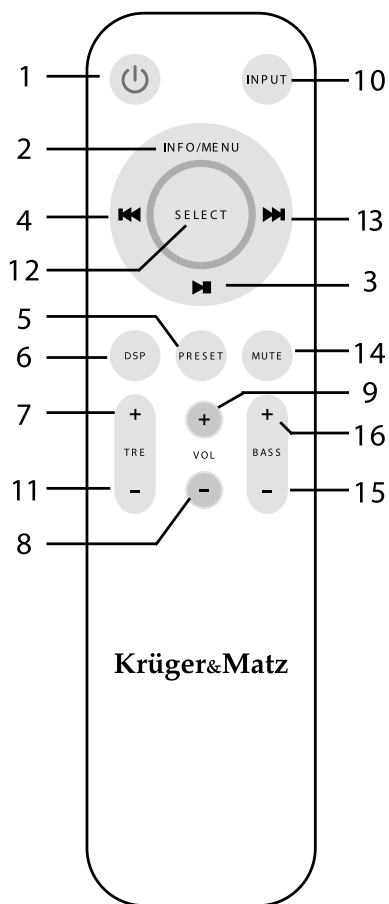 1
INPUT
10
2
INFO/MENU
4
SELECT
13
12
3
5
6
DSP
PRESET
MUTE
14
9
7
+
+
+
16
TRE
VOL
BASS
11
-
-
-
15
8
Krüger&Matz